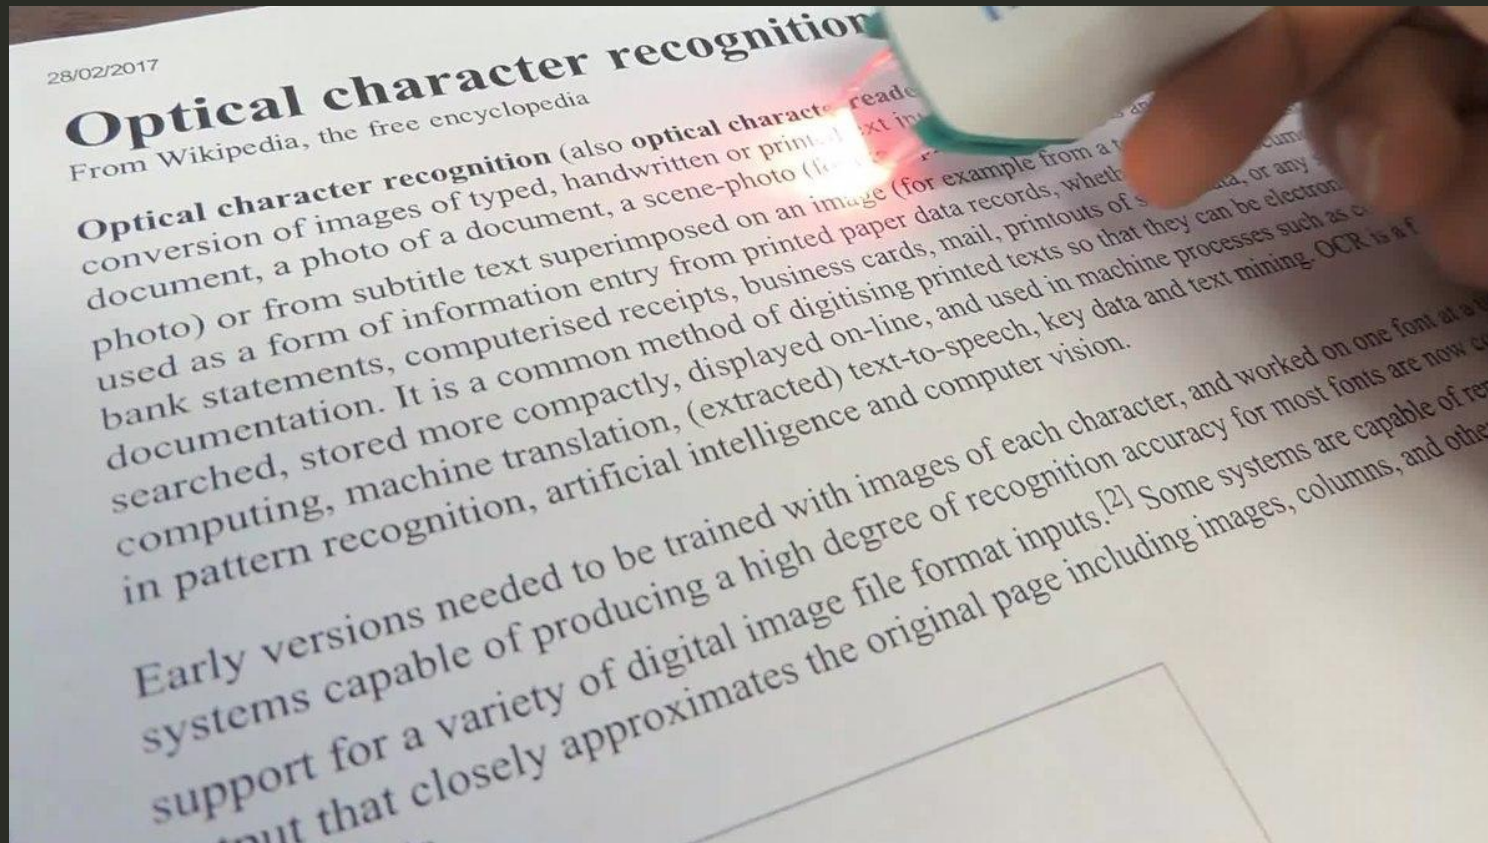 28/02/2017
Optical character recognition
From Wikipedia, the free encyclopedia
Optical character recognition (also optical
conversion of images of typed, handwritten or
document, a photo of a document, a scene-photo
photo) or from subtitle text superimposed on an image (for example from a
used as a form of information entry from printed paper data records,
bank statements, computerised receipts, business cards, mail, printouts of or any
documentation. It is a common method of digitising printed texts so that they can be
searched, stored more compactly, displayed on-line, and used in machine processes such as
computing, machine translation, (extracted) text-to-speech, key data and text mining. OCR is a
in pattern recognition, artificial intelligence and computer vision.
Early versions needed to be trained with images of each character, and worked on one font at a
systems capable of producing a high degree of recognition accuracy for most fonts are now
support for a variety of digital image file format inputs.[2] Some systems are capable of
that closely approximates the original page including images, columns, and